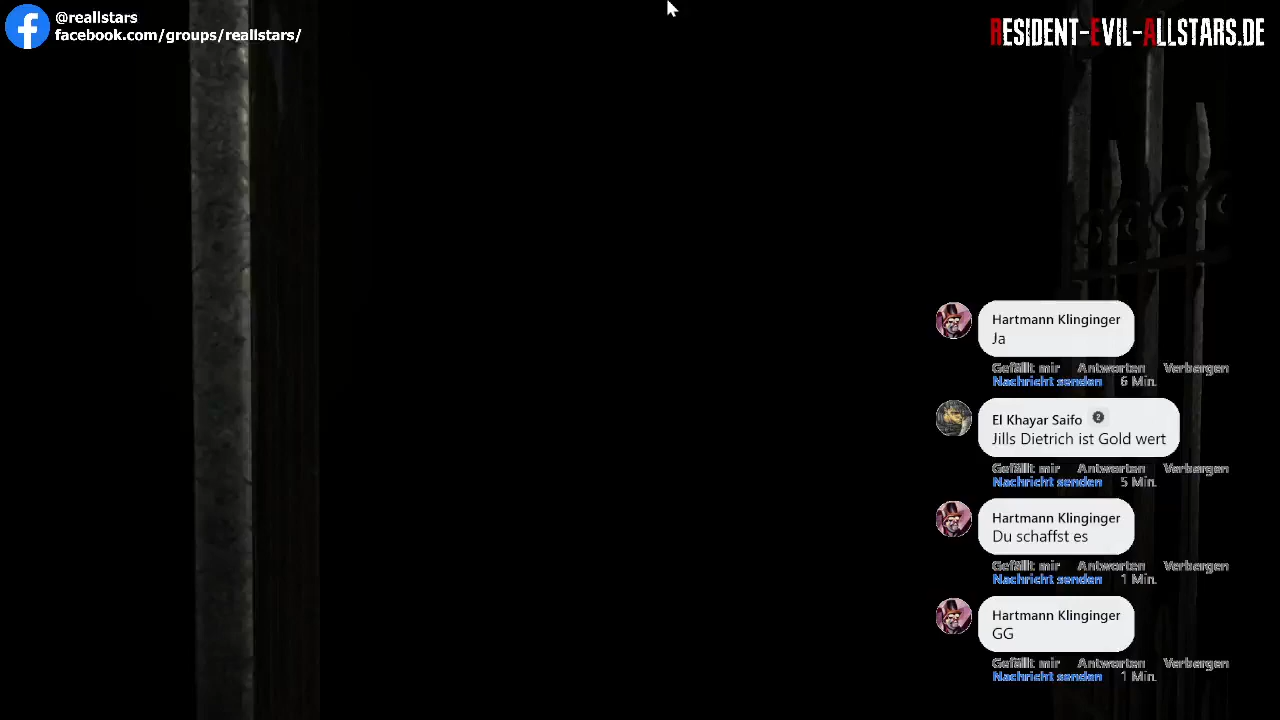 @reallstars
facebook.com/groups/reallstars/
RESIDENT-EVIL-ALLSTARS.DE
Hartmann Klinginger
Ja
Gefällt mir Antworten Verbergen
Nachricht senden 6 Min.
El Khayar Saifo
Jills Dietrich ist Gold wert
Gefällt mir Antworten Verbergen
Nachricht senden 5 Min.
Hartmann Klinginger
Du schaffst es
Gefällt mir Antworten Verbergen
Nachricht senden 1 Min.
Hartmann Klinginger
GG
Gefällt mir Antworten Verbergen
Nachricht senden 1 Min.